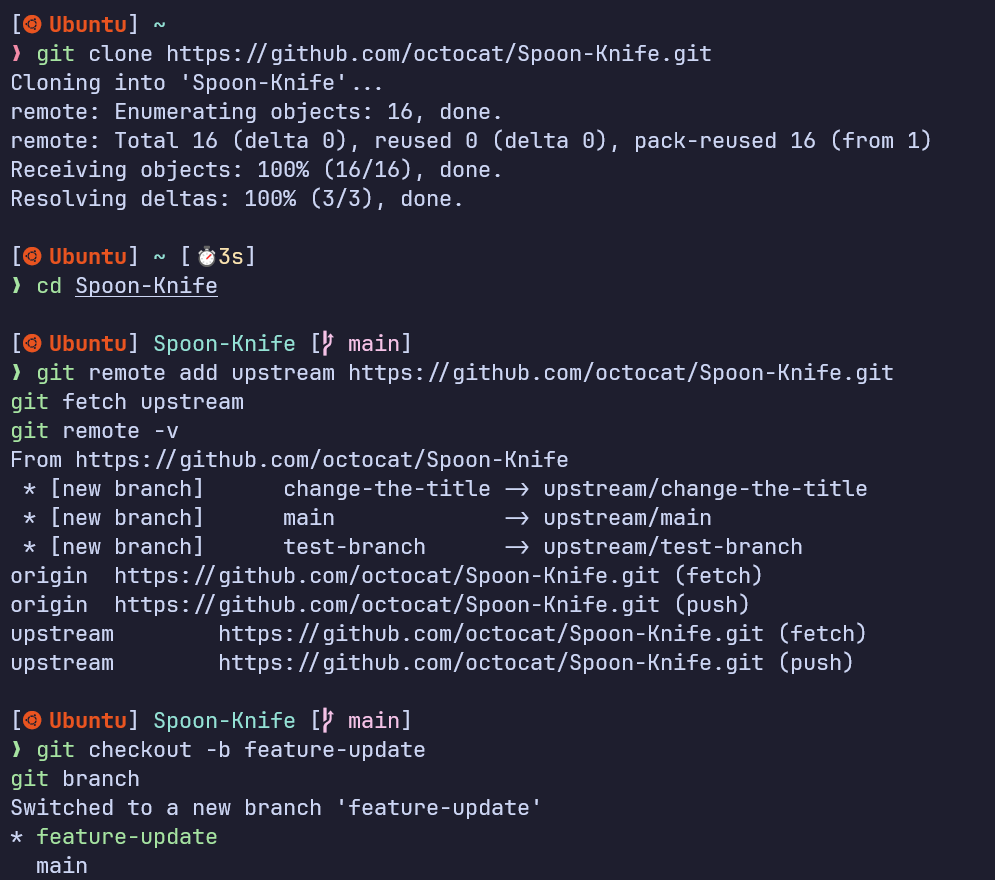 [Ubuntu] ~
❱ git clone https://github.com/octocat/Spoon-Knife.git
Cloning into 'Spoon-Knife'...
remote: Enumerating objects: 16, done.
remote: Total 16 (delta 0), reused 0 (delta 0), pack-reused 16 (from 1)
Receiving objects: 100% (16/16), done.
Resolving deltas: 100% (3/3), done.
[Ubuntu] ~ [⏱3s]
❱ cd Spoon-Knife
[Ubuntu] Spoon-Knife [main]
❱ git remote add upstream https://github.com/octocat/Spoon-Knife.git
git fetch upstream
git remote -v
From https://github.com/octocat/Spoon-Knife
 * [new branch]      change-the-title -> upstream/change-the-title
 * [new branch]      main             -> upstream/main
 * [new branch]      test-branch      -> upstream/test-branch
origin  https://github.com/octocat/Spoon-Knife.git (fetch)
origin  https://github.com/octocat/Spoon-Knife.git (push)
upstream        https://github.com/octocat/Spoon-Knife.git (fetch)
upstream        https://github.com/octocat/Spoon-Knife.git (push)
[Ubuntu] Spoon-Knife [main]
❱ git checkout -b feature-update
git branch
Switched to a new branch 'feature-update'
* feature-update
  main